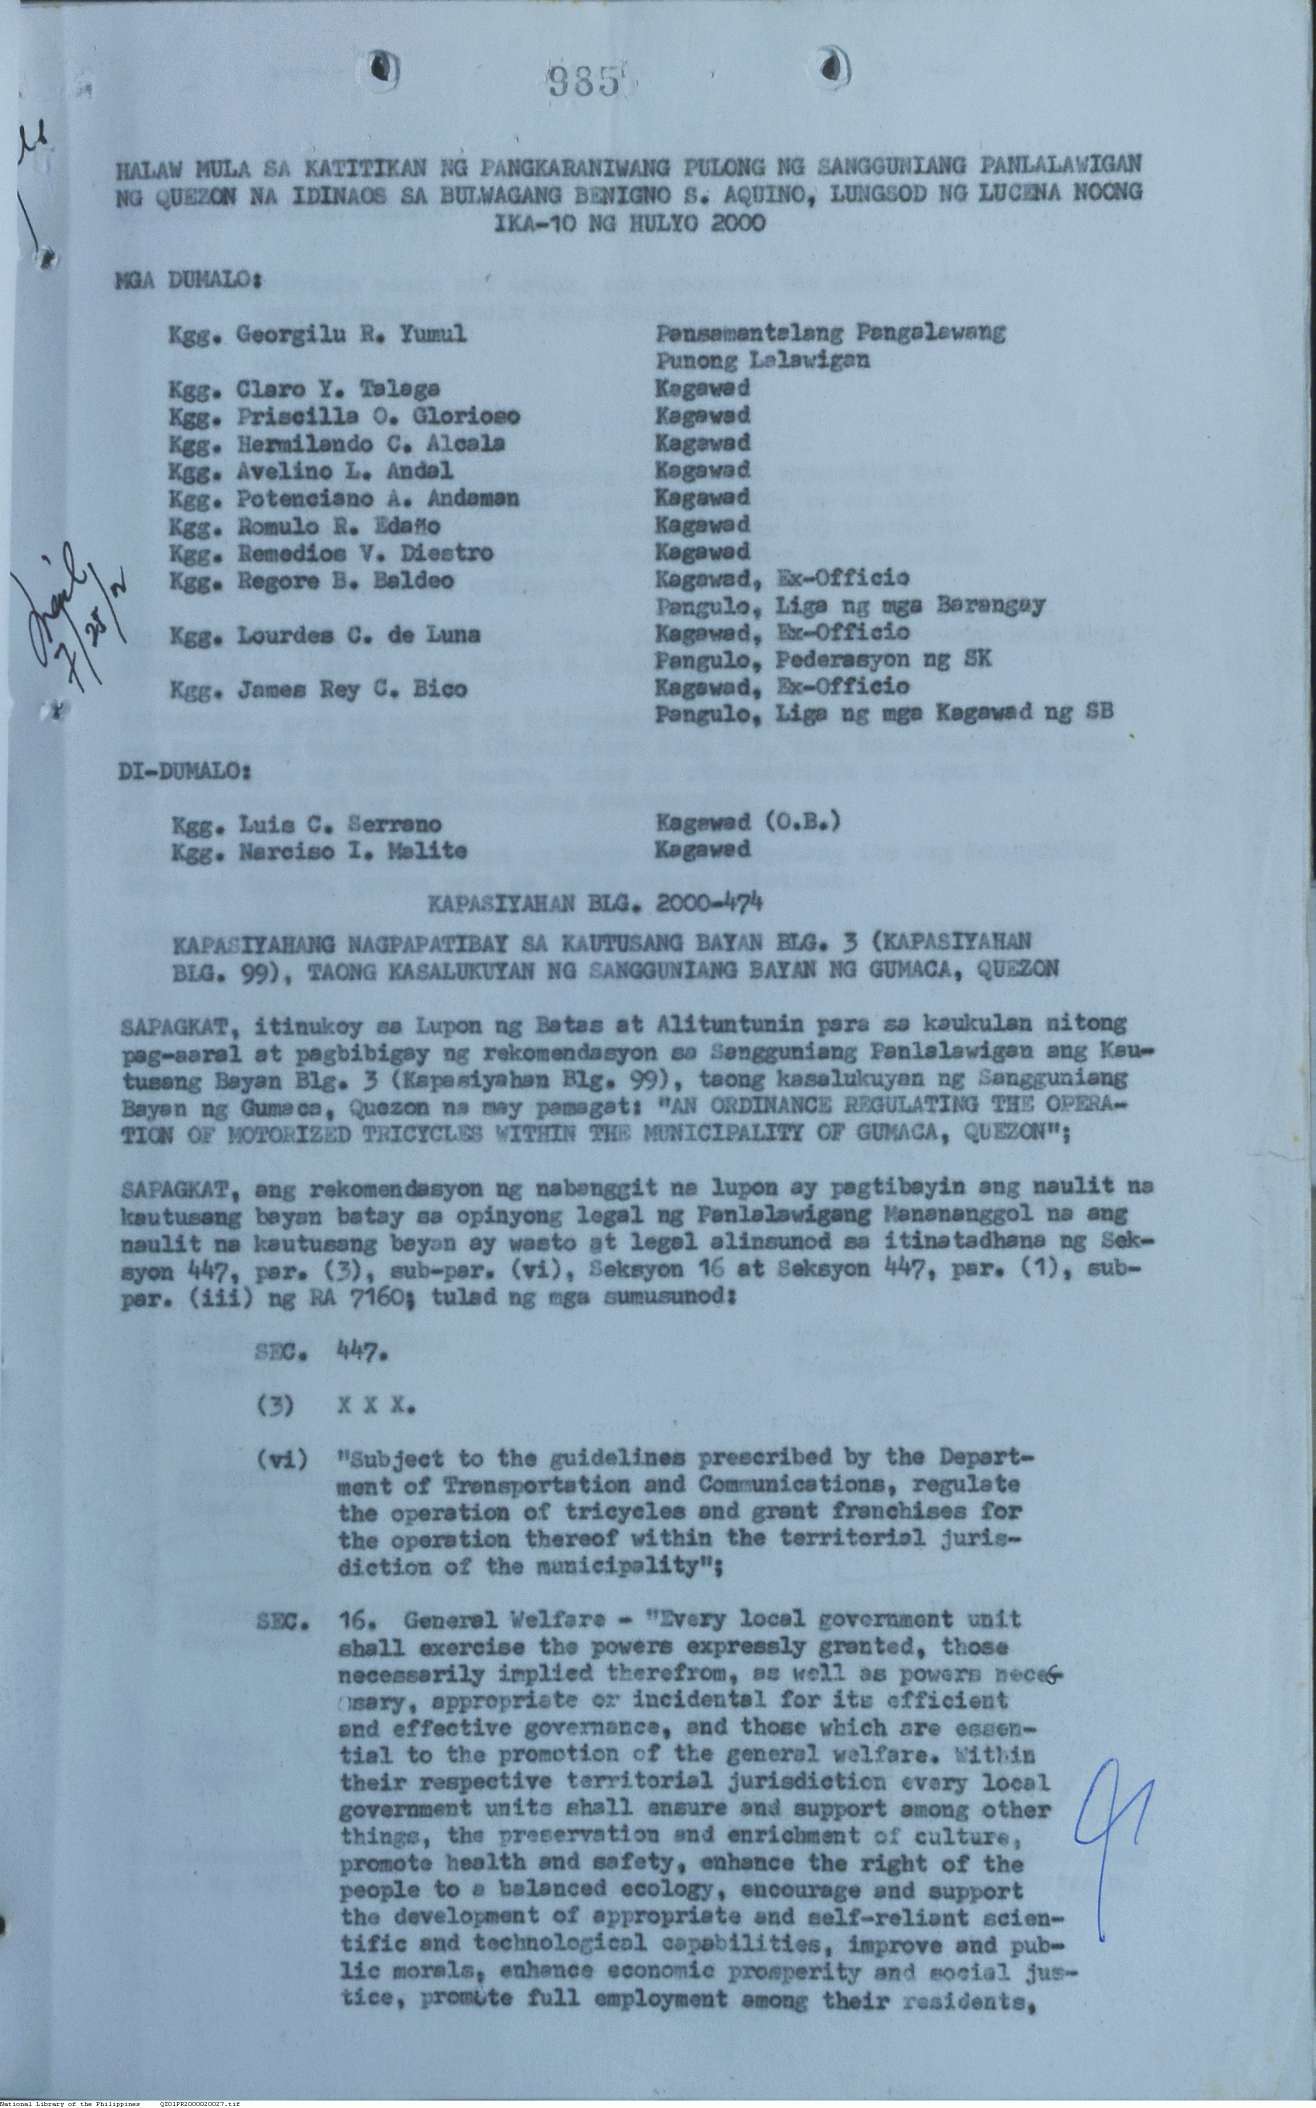 985
HALAW MULA SA KATITIKAN NG PANGKARANIWANG PULONG NG SANGGUNIANG PANLALAWIGAN
NG QUEZON NA IDINAOS SA BULWAGANG BENIGNO S. AQUINO, LUNGSOD NG LUCENA NOONG
IKA-10 NG HULYO 2000
MGA DUMALO:
Kgg. Georgilu R. Yumul Pansamantalang Pangalawang
Punong Lalawigan
Kgg. Claro Y. Talaga Kagawad
Kgg. Priscilla O. Glorioso Kagawad
Kgg. Hermilando C. Alcala Kagawad
Kgg. Avelino L. Andal Kagawad
Kgg. Potenciano A. Andaman Kagawad
Kgg. Romulo R. Edaño Kagawad
Kgg. Remedios V. Diestro Kagawad
Kgg. Regore B. Baldeo Kagawad, Ex-Officio
Pangulo, Liga ng mga Barangay
Kgg. Lourdes C. de Luna Kagawad, Ex-Officio
Pangulo, Pederasyon ng SK
Kgg. James Rey C. Bico Kagawad, Ex-Officio
Pangulo, Liga ng mga Kagawad ng SB
7/25/2
DI-DUMALO:
Kgg. Luis C. Serrano Kagawad (O.B.)
Kgg. Narciso I. Malite Kagawad
KAPASIYAHAN BLG. 2000-474
KAPASIYAHANG NAGPAPATIBAY SA KAUTUSANG BAYAN BLG. 3 (KAPASIYAHAN
BLG. 99), TAONG KASALUKUYAN NG SANGGUNIANG BAYAN NG GUMACA, QUEZON
SAPAGKAT, itinukoy sa Lupon ng Batas at Alituntunin para sa kaukulan nitong
pag-aaral at pagbibigay ng rekomendasyon sa Sangguniang Panlalawigan ang Kau-
tusang Bayan Blg. 3 (Kapasiyahan Blg. 99), taong kasalukuyan ng Sangguniang
Bayan ng Gumaca, Quezon na may pamagat: "AN ORDINANCE REGULATING THE OPERA-
TION OF MOTORIZED TRICYCLES WITHIN THE MUNICIPALITY OF GUMACA, QUEZON";
SAPAGKAT, ang rekomendasyon ng nabanggit na lupon ay pagtibayin ang naulit na
kautusang bayan batay sa opinyong legal ng Panlalawigang Manananggol na ang
naulit na kautusang bayan ay wasto at legal alinsunod sa itinatadhana ng Sek-
syon 447, par. (3), sub-par. (vi), Seksyon 16 at Seksyon 447, par. (1), sub-
par. (iii) ng RA 7160; tulad ng mga sumusunod:
SEC. 447.
(3) X X X.
(vi) "Subject to the guidelines prescribed by the Depart-
ment of Transportation and Communications, regulate
the operation of tricycles and grant franchises for
the operation thereof within the territorial juris-
diction of the municipality";
SEC. 16. General Welfare - "Every local government unit
shall exercise the powers expressly granted, those
necessarily implied therefrom, as well as powers neces-
sary, appropriate or incidental for its efficient
and effective governance, and those which are essen-
tial to the promotion of the general welfare. Within
their respective territorial jurisdiction every local
government units shall ensure and support among other
things, the preservation and enrichment of culture,
promote health and safety, enhance the right of the
people to a balanced ecology, encourage and support
the development of appropriate and self-reliant scien-
tific and technological capabilities, improve and pub-
lic morals, enhance economic prosperity and social jus-
tice, promote full employment among their residents,
National Library of the Philippines QZ01PR2000020027.tif